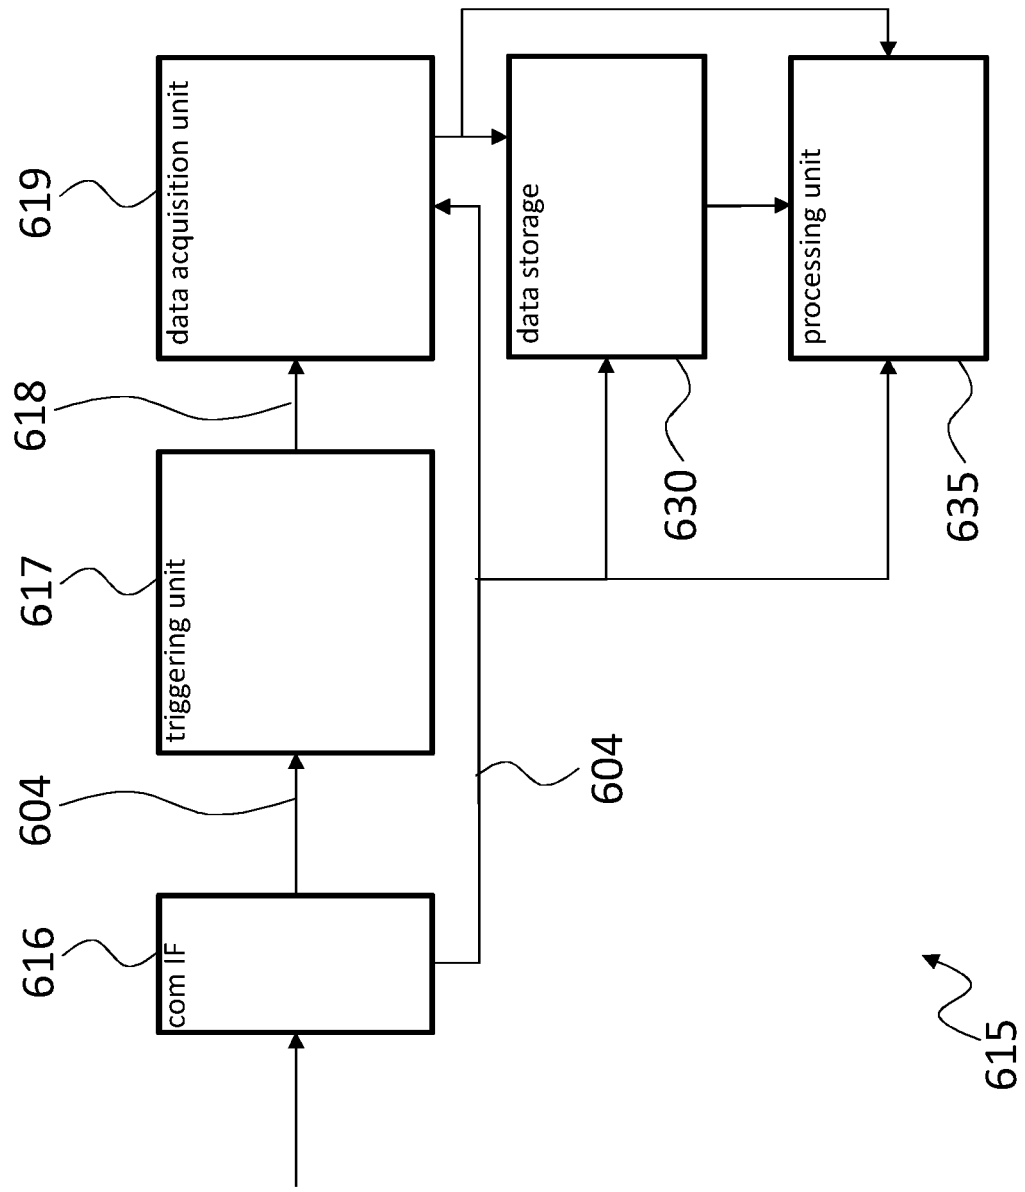 616
com IF
604
617
triggering unit
618
619
data acquisition unit
604
630
data storage
635
processing unit
615